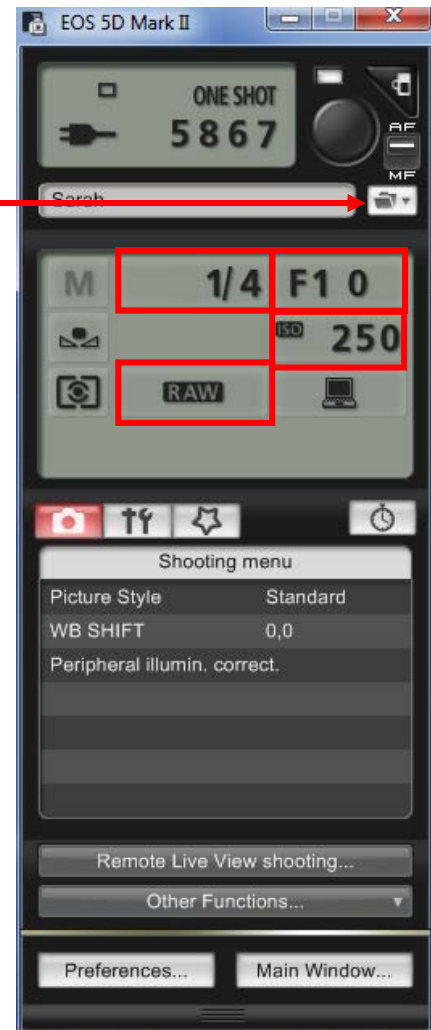 EOS 5D Mark II
ONE SHOT
5867
AF
MF
Sarah
M 1/4 F10
ISO 250
RAW
Shooting menu
Picture Style Standard
WB SHIFT 0,0
Peripheral illumin. correct.
Remote Live View shooting...
Other Functions...
Preferences... Main Window...